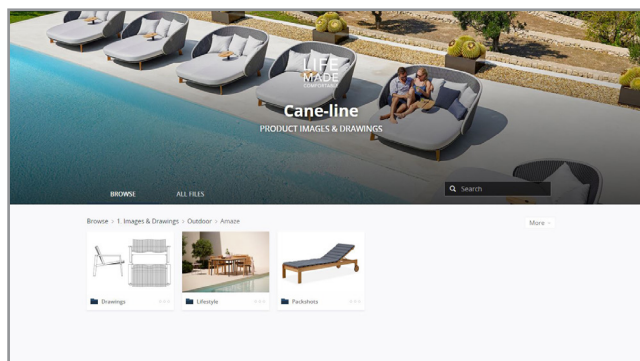 LIFE
MADE
COMFORTABLE
Cane-line
PRODUCT IMAGES & DRAWINGS
BROWSE ALL FILES Search
Browse > 1. Images & Drawings > Outdoor > Amaze More
Drawings Lifestyle Packshots